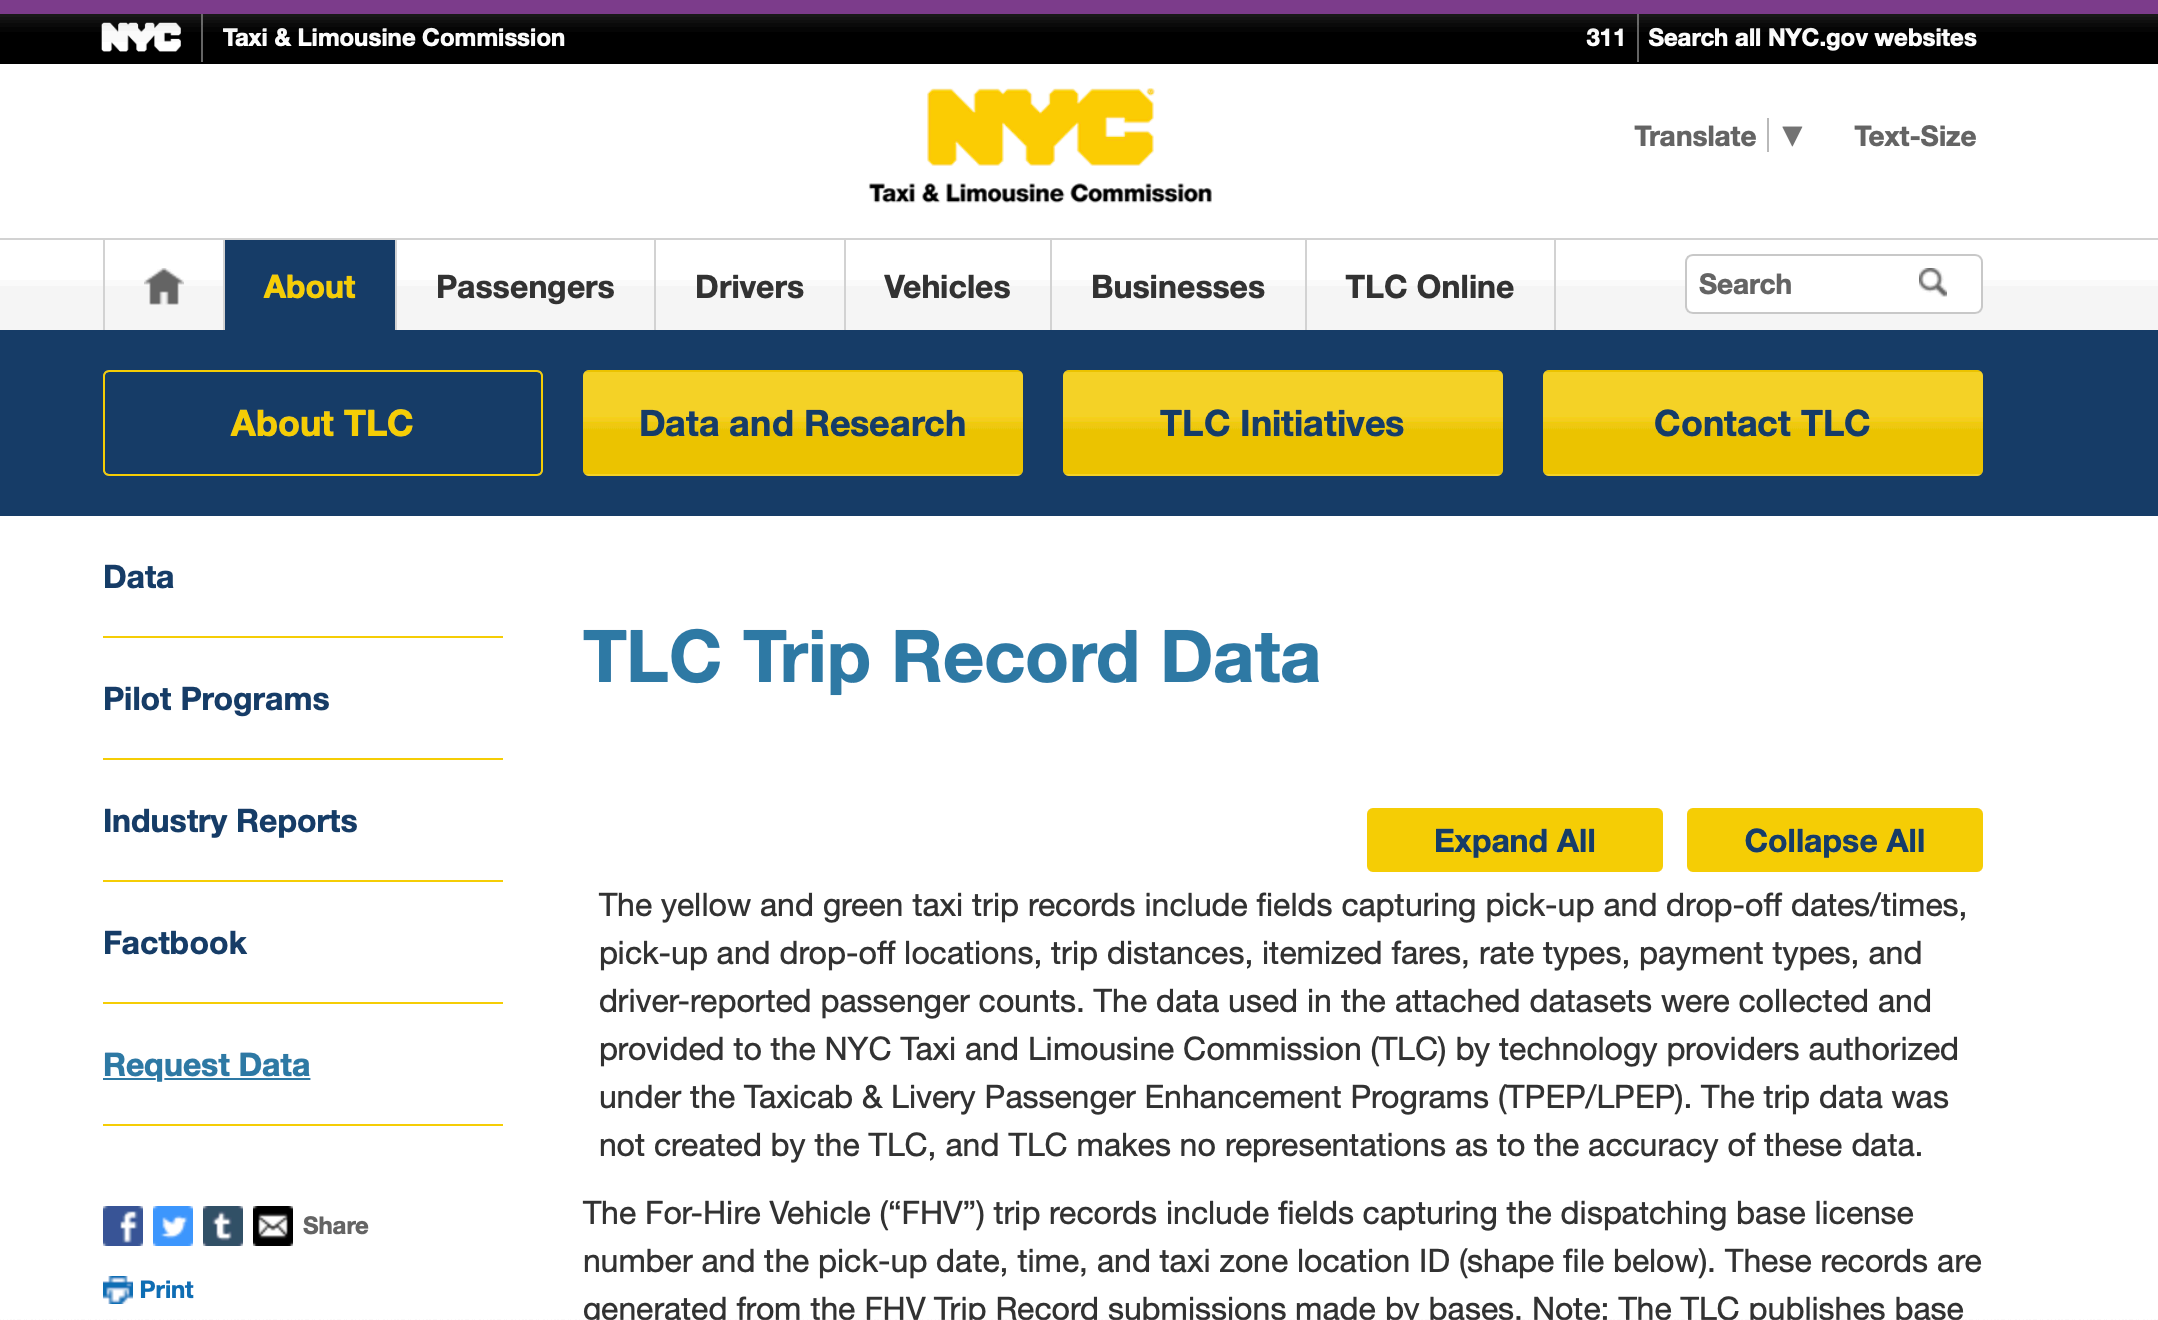 NYC Taxi & Limousine Commission 311 Search all NYC.gov websites
NYC
Taxi & Limousine Commission
Translate ▼ Text-Size
About Passengers Drivers Vehicles Businesses TLC Online Search
About TLC Data and Research TLC Initiatives Contact TLC
Data
Pilot Programs
Industry Reports
Factbook
Request Data
Share
Print
TLC Trip Record Data
Expand All Collapse All
The yellow and green taxi trip records include fields capturing pick-up and drop-off dates/times,
pick-up and drop-off locations, trip distances, itemized fares, rate types, payment types, and
driver-reported passenger counts. The data used in the attached datasets were collected and
provided to the NYC Taxi and Limousine Commission (TLC) by technology providers authorized
under the Taxicab & Livery Passenger Enhancement Programs (TPEP/LPEP). The trip data was
not created by the TLC, and TLC makes no representations as to the accuracy of these data.
The For-Hire Vehicle (“FHV”) trip records include fields capturing the dispatching base license
number and the pick-up date, time, and taxi zone location ID (shape file below). These records are
generated from the FHV Trip Record submissions made by bases. Note: The TLC publishes base